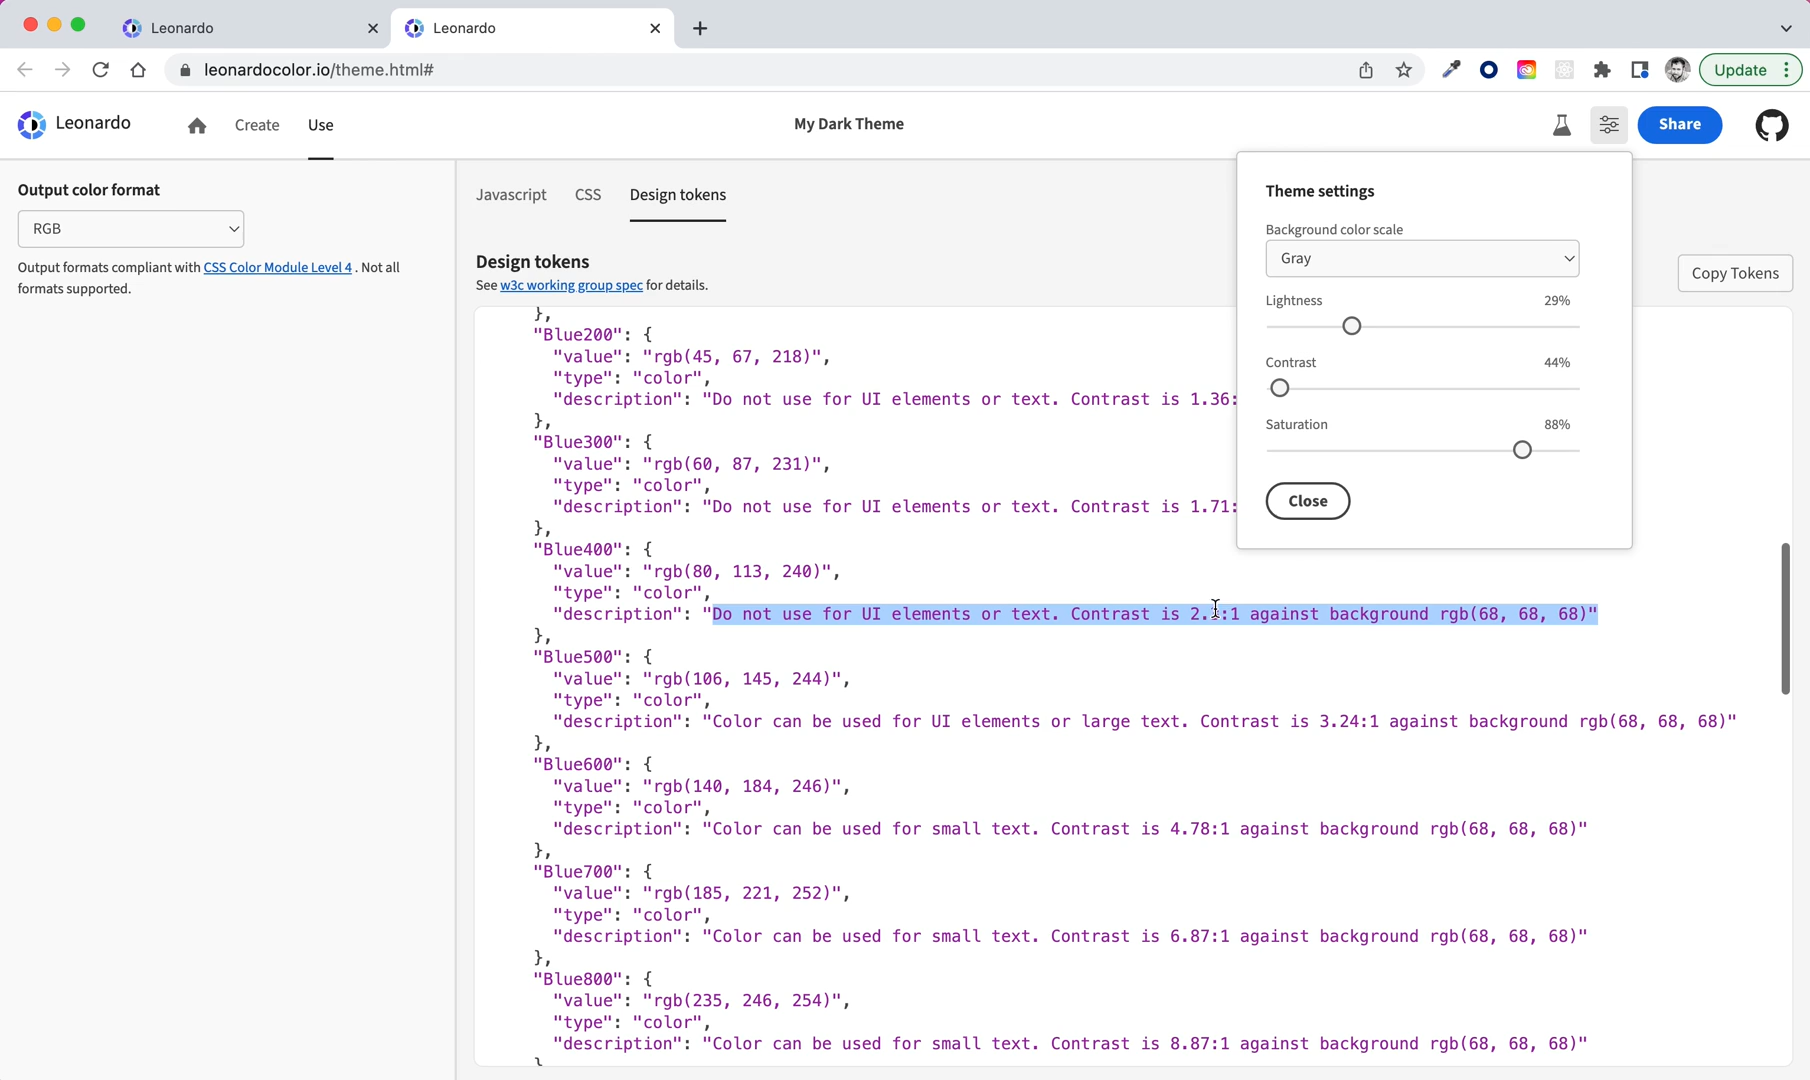 Leonardo
Leonardo
leonardocolor.io/theme.html#
Update
Leonardo
Create
Use
My Dark Theme
Share
Output color format
RGB
Output formats compliant with CSS Color Module Level 4 . Not all
formats supported.
Javascript
CSS
Design tokens
Design tokens
See w3c working group spec for details.
Copy Tokens
Theme settings
Background color scale
Gray
Lightness
29%
Contrast
44%
Saturation
88%
Close
},
"Blue200": {
"value": "rgb(45, 67, 218)",
"type": "color",
"description": "Do not use for UI elements or text. Contrast is 1.36:
},
"Blue300": {
"value": "rgb(60, 87, 231)",
"type": "color",
"description": "Do not use for UI elements or text. Contrast is 1.71:
},
"Blue400": {
"value": "rgb(80, 113, 240)",
"type": "color",
"description": "Do not use for UI elements or text. Contrast is against background rgb(68, 68, 68)"
},
"Blue500": {
"value": "rgb(106, 145, 244)",
"type": "color",
"description": "Color can be used for UI elements or large text. Contrast is 3.24:1 against background rgb(68, 68, 68)"
},
"Blue600": {
"value": "rgb(140, 184, 246)",
"type": "color",
"description": "Color can be used for small text. Contrast is 4.78:1 against background rgb(68, 68, 68)"
},
"Blue700": {
"value": "rgb(185, 221, 252)",
"type": "color",
"description": "Color can be used for small text. Contrast is 6.87:1 against background rgb(68, 68, 68)"
},
"Blue800": {
"value": "rgb(235, 246, 254)",
"type": "color",
"description": "Color can be used for small text. Contrast is 8.87:1 against background rgb(68, 68, 68)"